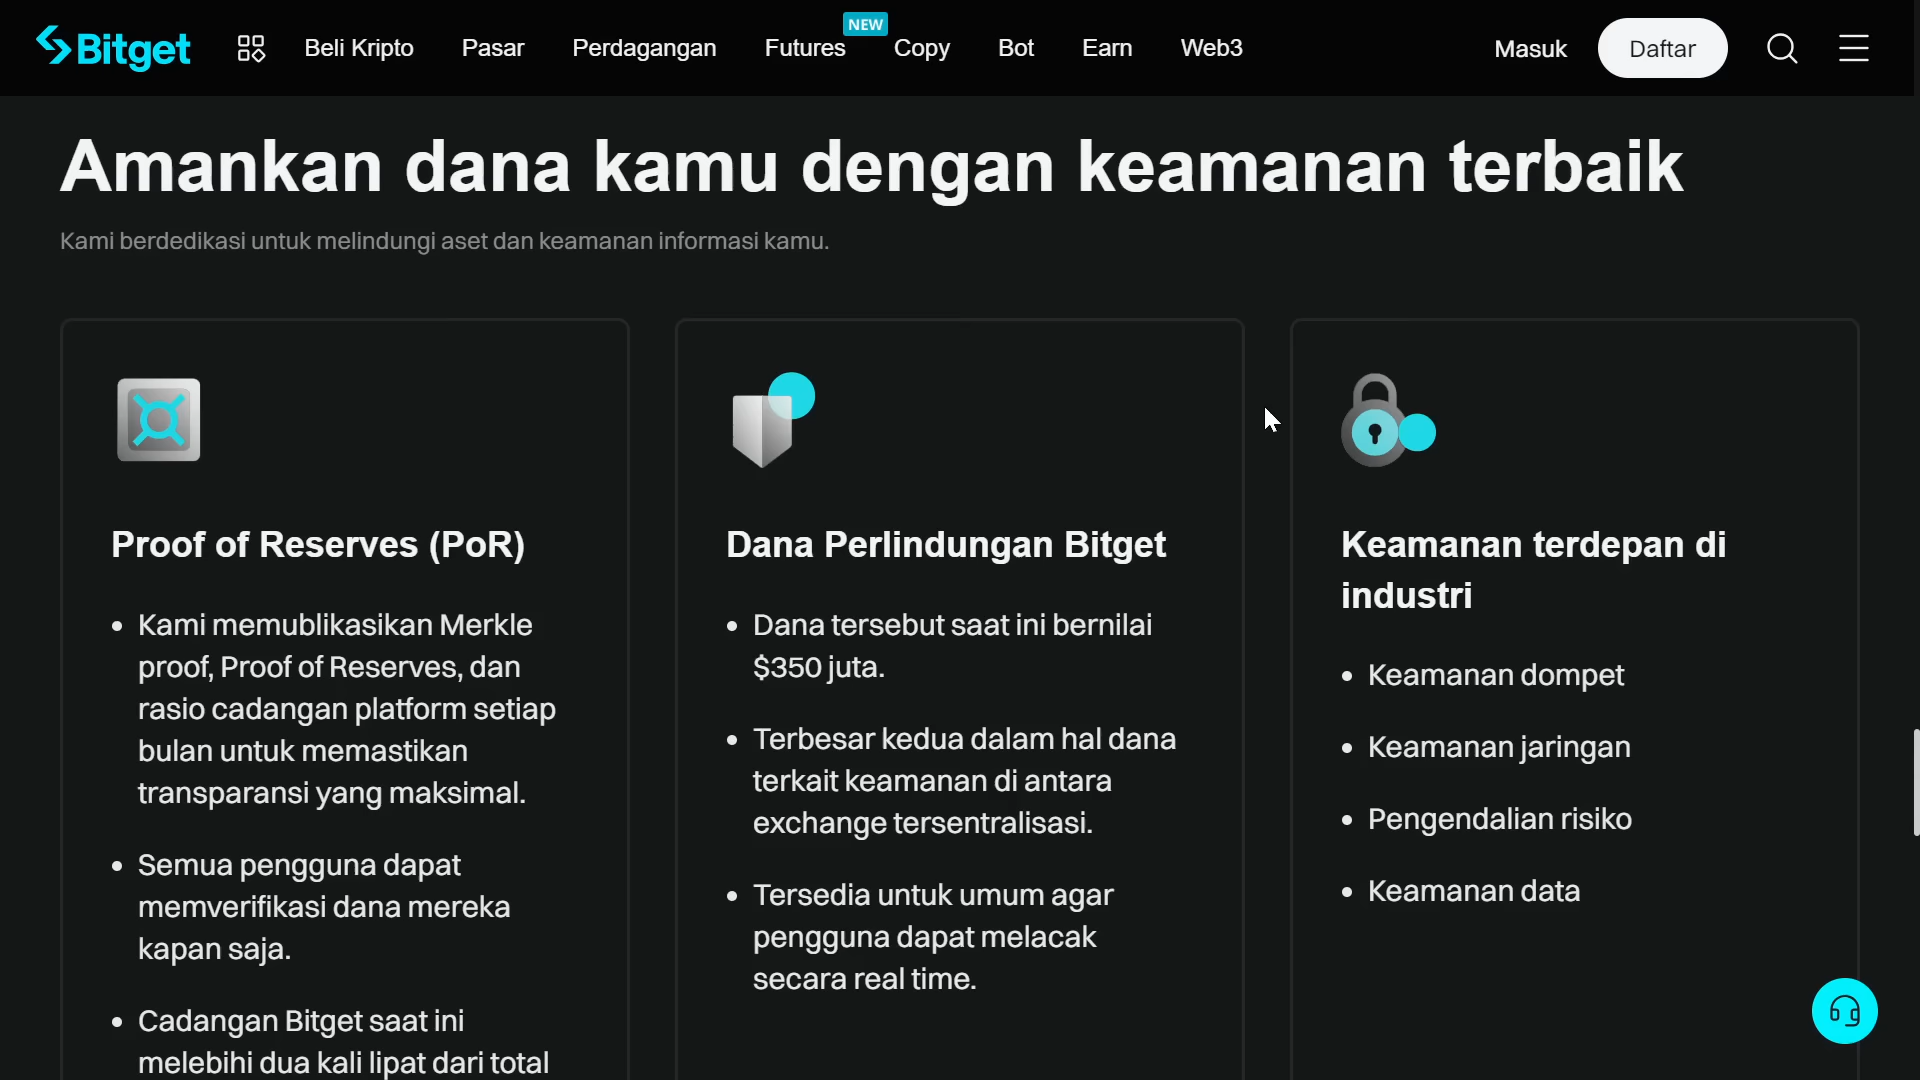 Bitget
Beli Kripto
Pasar
Perdagangan
Futures
NEW
Copy
Bot
Earn
Web3
Masuk
Daftar
Amankan dana kamu dengan keamanan terbaik
Kami berdedikasi untuk melindungi aset dan keamanan informasi kamu.
Proof of Reserves (PoR)
• Kami memublikasikan Merkle
proof, Proof of Reserves, dan
rasio cadangan platform setiap
bulan untuk memastikan
transparansi yang maksimal.
• Semua pengguna dapat
memverifikasi dana mereka
kapan saja.
• Cadangan Bitget saat ini
melebihi dua kali lipat dari total
Dana Perlindungan Bitget
• Dana tersebut saat ini bernilai
$350 juta.
• Terbesar kedua dalam hal dana
terkait keamanan di antara
exchange tersentralisasi.
• Tersedia untuk umum agar
pengguna dapat melacak
secara real time.
Keamanan terdepan di
industri
• Keamanan dompet
• Keamanan jaringan
• Pengendalian risiko
• Keamanan data